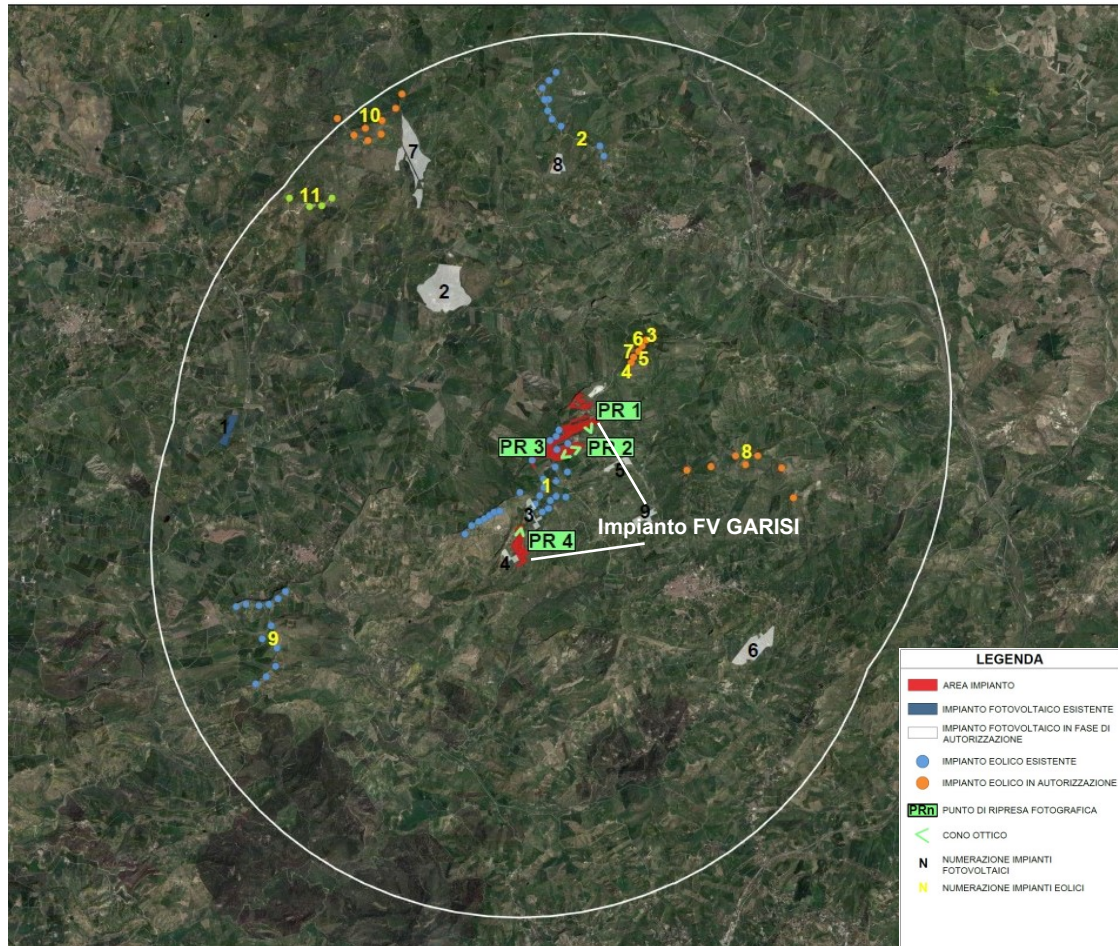 10
2
7
8
11
2
3
6
7
5
4
PR 1
1
PR 3
PR 2
8
5
1
3
9
Impianto FV GARISI
PR 4
4
9
6
LEGENDA
AREA IMPIANTO
IMPIANTO FOTOVOLTAICO ESISTENTE
IMPIANTO FOTOVOLTAICO IN FASE DI
AUTORIZZAZIONE
IMPIANTO EOLICO ESISTENTE
IMPIANTO EOLICO IN AUTORIZZAZIONE
PRn PUNTO DI RIPRESA FOTOGRAFICA
CONO OTTICO
N NUMERAZIONE IMPIANTI
FOTOVOLTAICI
N NUMERAZIONE IMPIANTI EOLICI